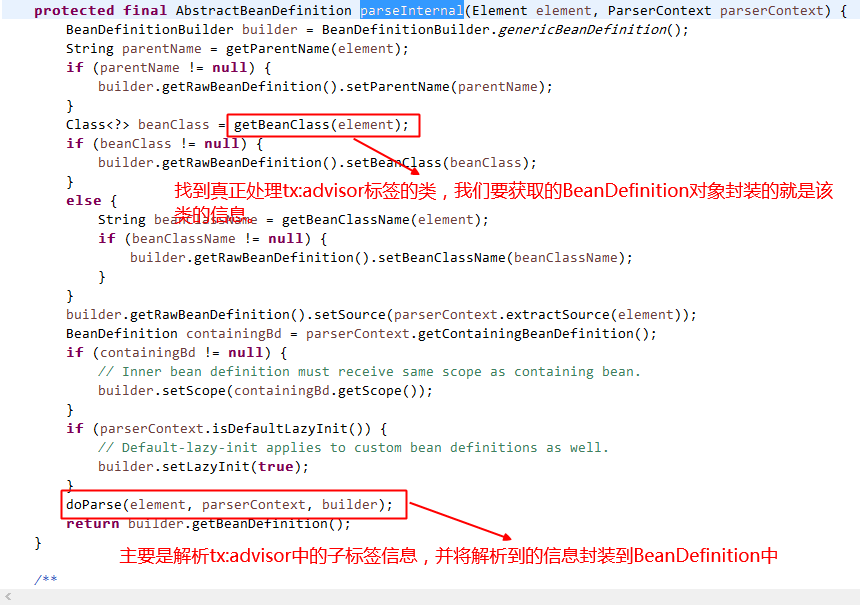 protected final AbstractBeanDefinition parseInternal(Element element, ParserContext parserContext) {
BeanDefinitionBuilder builder = BeanDefinitionBuilder.genericBeanDefinition();
String parentName = getParentName(element);
if (parentName != null) {
builder.getRawBeanDefinition().setParentName(parentName);
}
Class<?> beanClass = getBeanClass(element);
if (beanClass != null) {
builder.getRawBeanDefinition().setBeanClass(beanClass);
}
找到真正处理tx:advisor标签的类，我们要获取的BeanDefinition对象封装的就是该
类的信息。
else {
String beanClassName = getBeanClassName(element);
if (beanClassName != null) {
builder.getRawBeanDefinition().setBeanClassName(beanClassName);
}
}
builder.getRawBeanDefinition().setSource(parserContext.extractSource(element));
BeanDefinition containingBd = parserContext.getContainingBeanDefinition();
if (containingBd != null) {
// Inner bean definition must receive same scope as containing bean.
builder.setScope(containingBd.getScope());
}
if (parserContext.isDefaultLazyInit()) {
// Default-lazy-init applies to custom bean definitions as well.
builder.setLazyInit(true);
}
doParse(element, parserContext, builder);
return builder.getBeanDefinition();
}
主要是解析tx:advisor中的子标签信息，并将解析到的信息封装到BeanDefinition中
/**